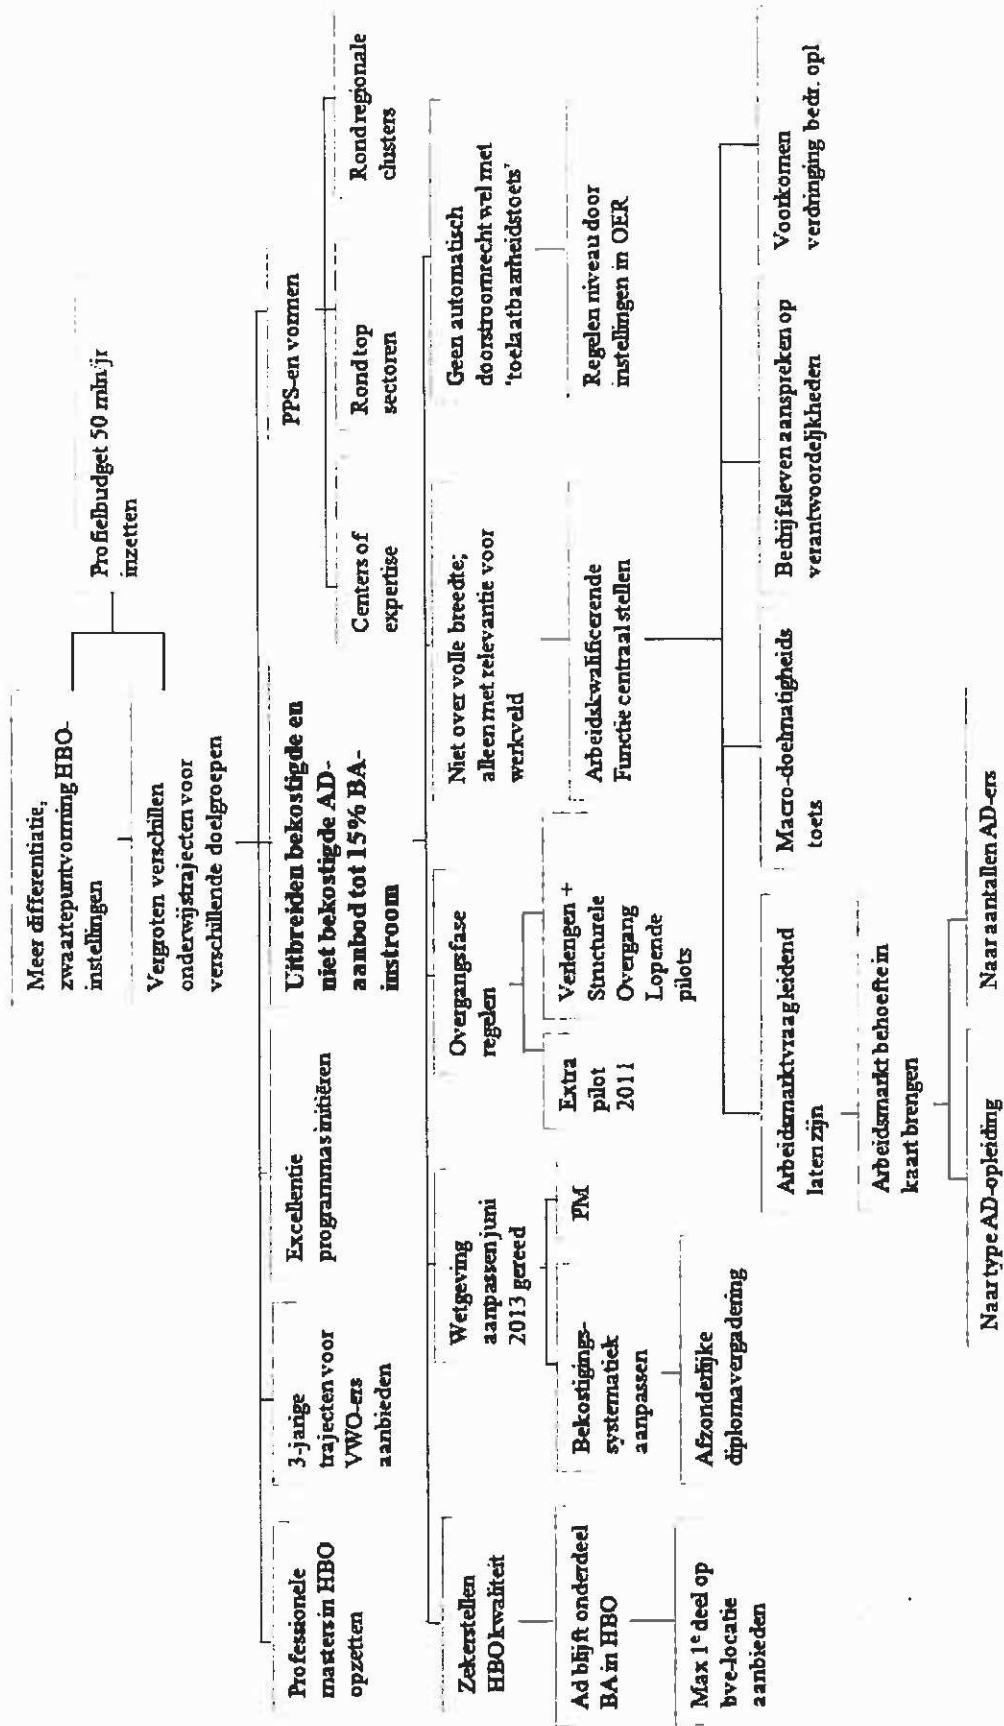 Meer differentiatie,
zwaartepuntvorming HBO-
instellingen
Profielbudget 50 mln/jr
inzetten
Vergroten verschillen
onderwijstrajecten voor
verschillende doelgroepen
Professionele
masters in HBO
opzetten
3-jarige
trajecten voor
VWO-ers
aanbieden
Excellentie
programmas initiëren
Uitbreiden bekostigde en
niet bekostigde AD-
aanbod tot 15% BA-
instroom
PPS-en vormen
Centers of
expertise
Rond top
sectoren
Rond regionale
clusters
Zekerstellen
HBO kwaliteit
Wetgeving
aanpassen juni
2013 gereed
Overgangsfase
regelen
Niet over volle breedte;
alleen met relevantie voor
werkveld
Geen automatisch
doorstroomrecht wel met
'toelaatbaarheidstoets'
Ad blijft onderdeel
BA in HBO
Bekostigings-
systematiek
aanpassen
PM
Extra
pilot
2011
Verlengen +
Structurele
Overgang
Lopende
pilots
Arbeidskwalificerende
Functie centraal stellen
Regelen niveau door
instellingen in OER
Max 1e deel op
bve-locatie
aanbieden
Afzonderlijke
diplomavergadering
Arbeidsmarktvraag leidend
laten zijn
Macro-doelmatigheids
toets
Bedrijfsleven aanspreken op
verantwoordelijkheden
Voorkomen
verdringing bedr. opl
Arbeidsmarkt behoefte in
kaart brengen
Naar type AD-opleiding
Naar aantallen AD-ers